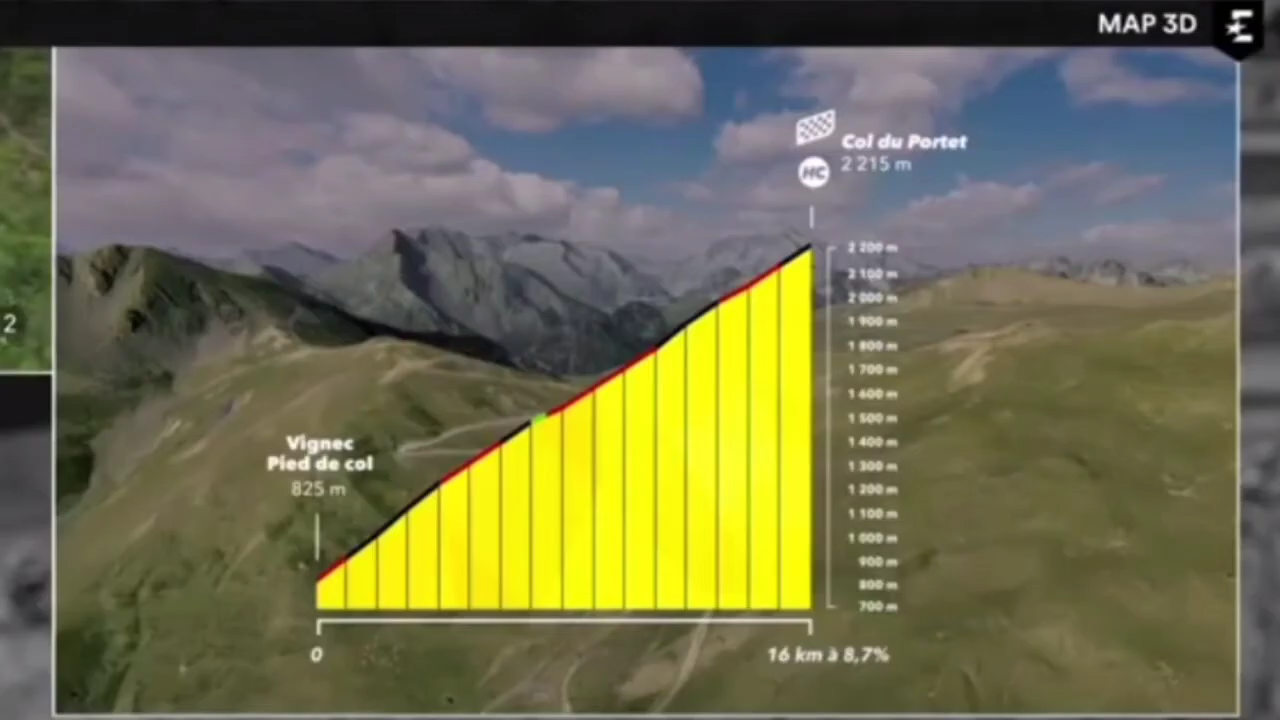 MAP 3D
2
Col du Portet
HC
2 215 m
2 200 m
2 100 m
2 000 m
1 900 m
1 800 m
1 700 m
1 600 m
1 500 m
1 400 m
1 300 m
1 200 m
1 100 m
1 000 m
900 m
800 m
700 m
Vignec
Pied de col
825 m
0
16 km à 8,7%